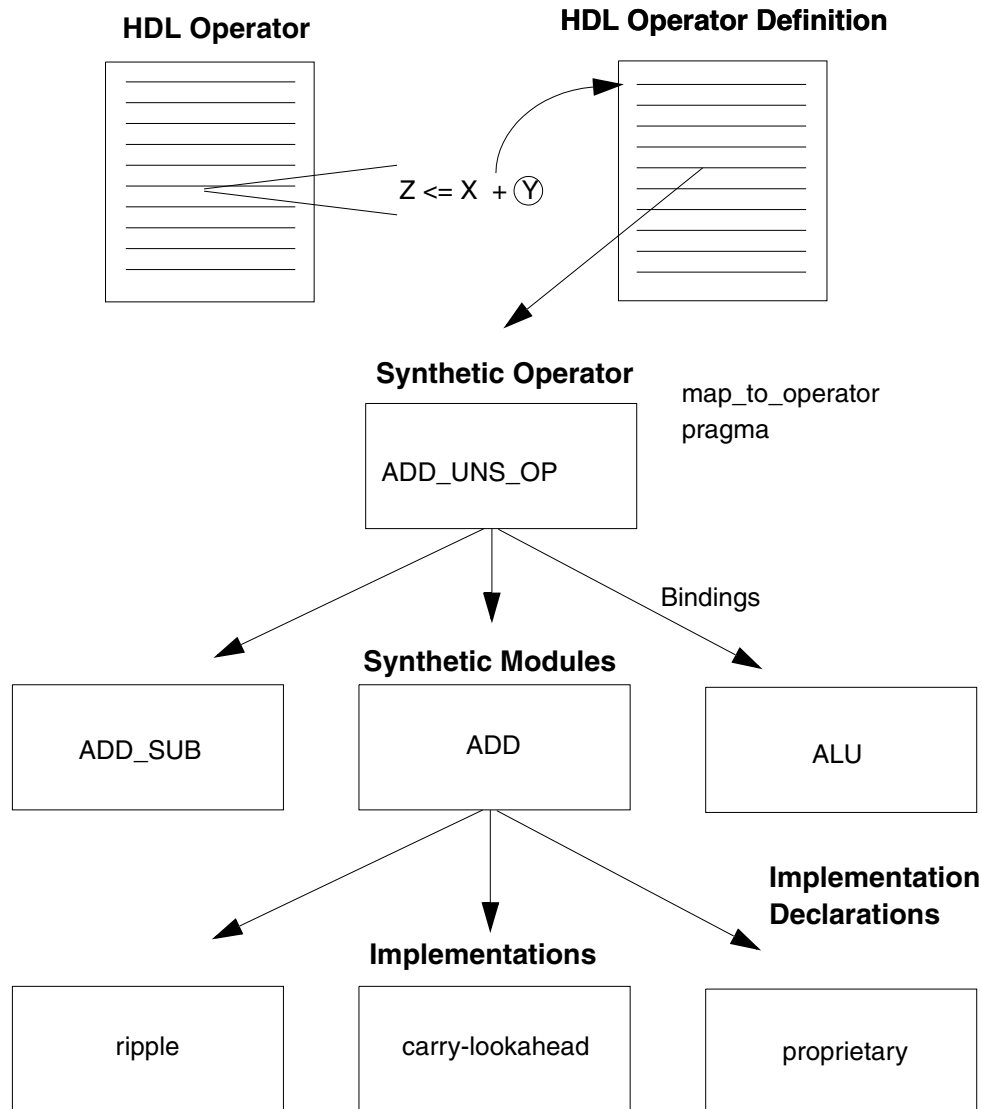 HDL Operator
HDL Operator Definition
Z <= X + Y
Synthetic Operator
map_to_operator
pragma
ADD_UNS_OP
Bindings
Synthetic Modules
ADD_SUB
ADD
ALU
Implementation
Declarations
Implementations
ripple
carry-lookahead
proprietary